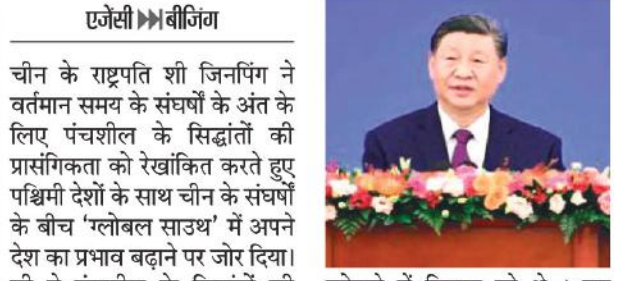 एजेंसी ▶▶| बीजिंग
चीन के राष्ट्रपति शी जिनपिंग ने
वर्तमान समय के संघर्षों के अंत के
लिए पंचशील के सिद्धांतों की
प्रासंगिकता को रेखांकित करते हुए
पश्चिमी देशों के साथ चीन के संघर्षों
के बीच ‘ग्लोबल साउथ’ में अपने
देश का प्रभाव बढ़ाने पर जोर दिया।